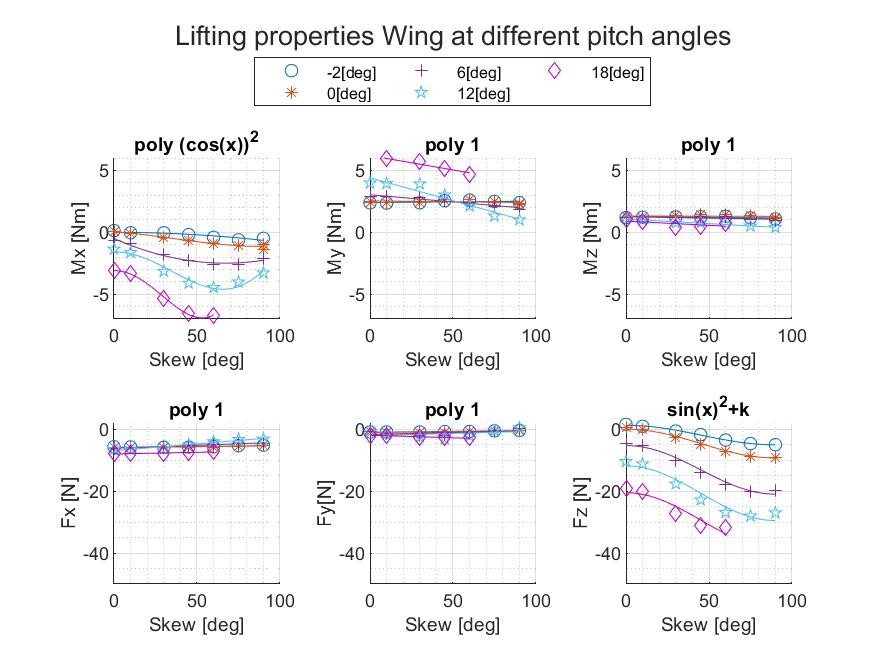 Lifting properties Wing at different pitch angles
-2[deg] 6[deg] 18[deg]
0[deg] 12[deg]
poly (cos(x))² poly 1 poly 1
5 5 5
Mx [Nm] My [Nm] Mz [Nm]
0 0 0
-5 -5 -5
0 50 100 0 50 100 0 50 100
Skew [deg] Skew [deg] Skew [deg]
poly 1 poly 1 sin(x)²+k
0 0 0
Fx [N] Fy[N] Fz [N]
-20 -20 -20
-40 -40 -40
0 50 100 0 50 100 0 50 100
Skew [deg] Skew [deg] Skew [deg]